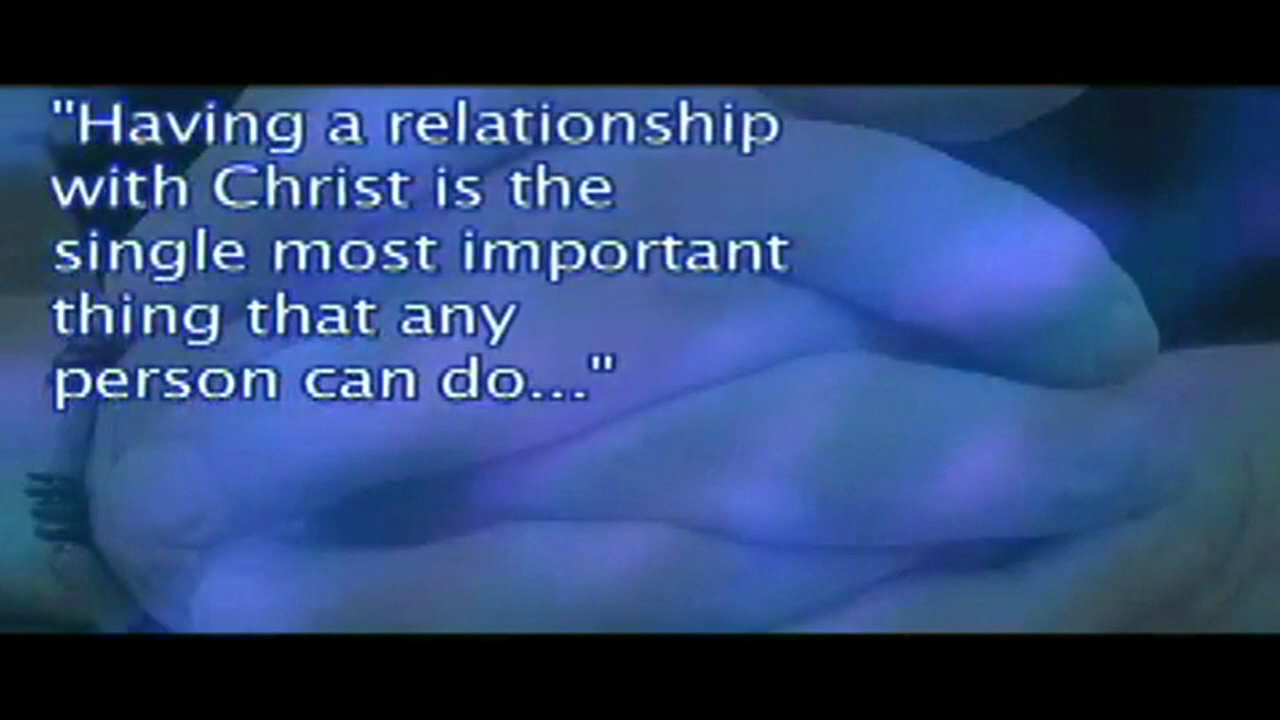 "Having a relationship
with Christ is the
single most important
thing that any
person can do..."